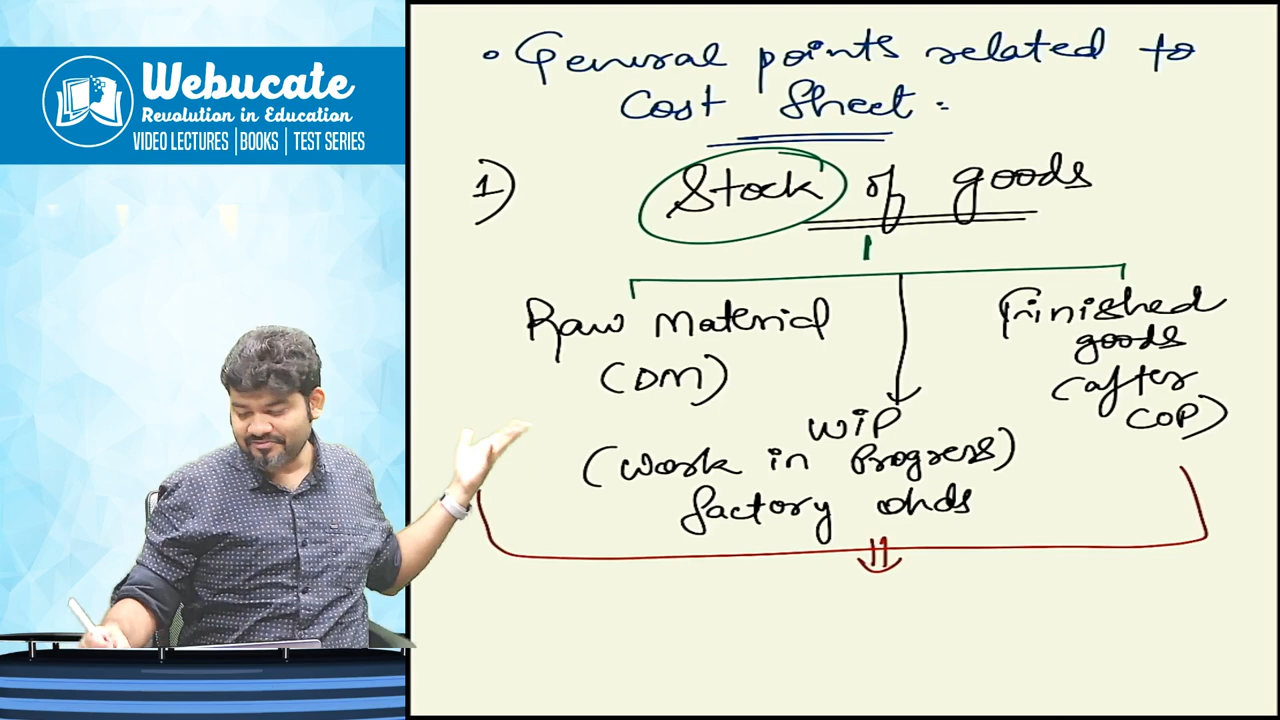 Webucate
Revolution in Education
VIDEO LECTURES | BOOKS | TEST SERIES
• General points related to
Cost Sheet :
1) Stock of goods
Raw Material
(DM)
WIP
(Work in Progress)
factory ohds
Finished
goods
(after
COP)